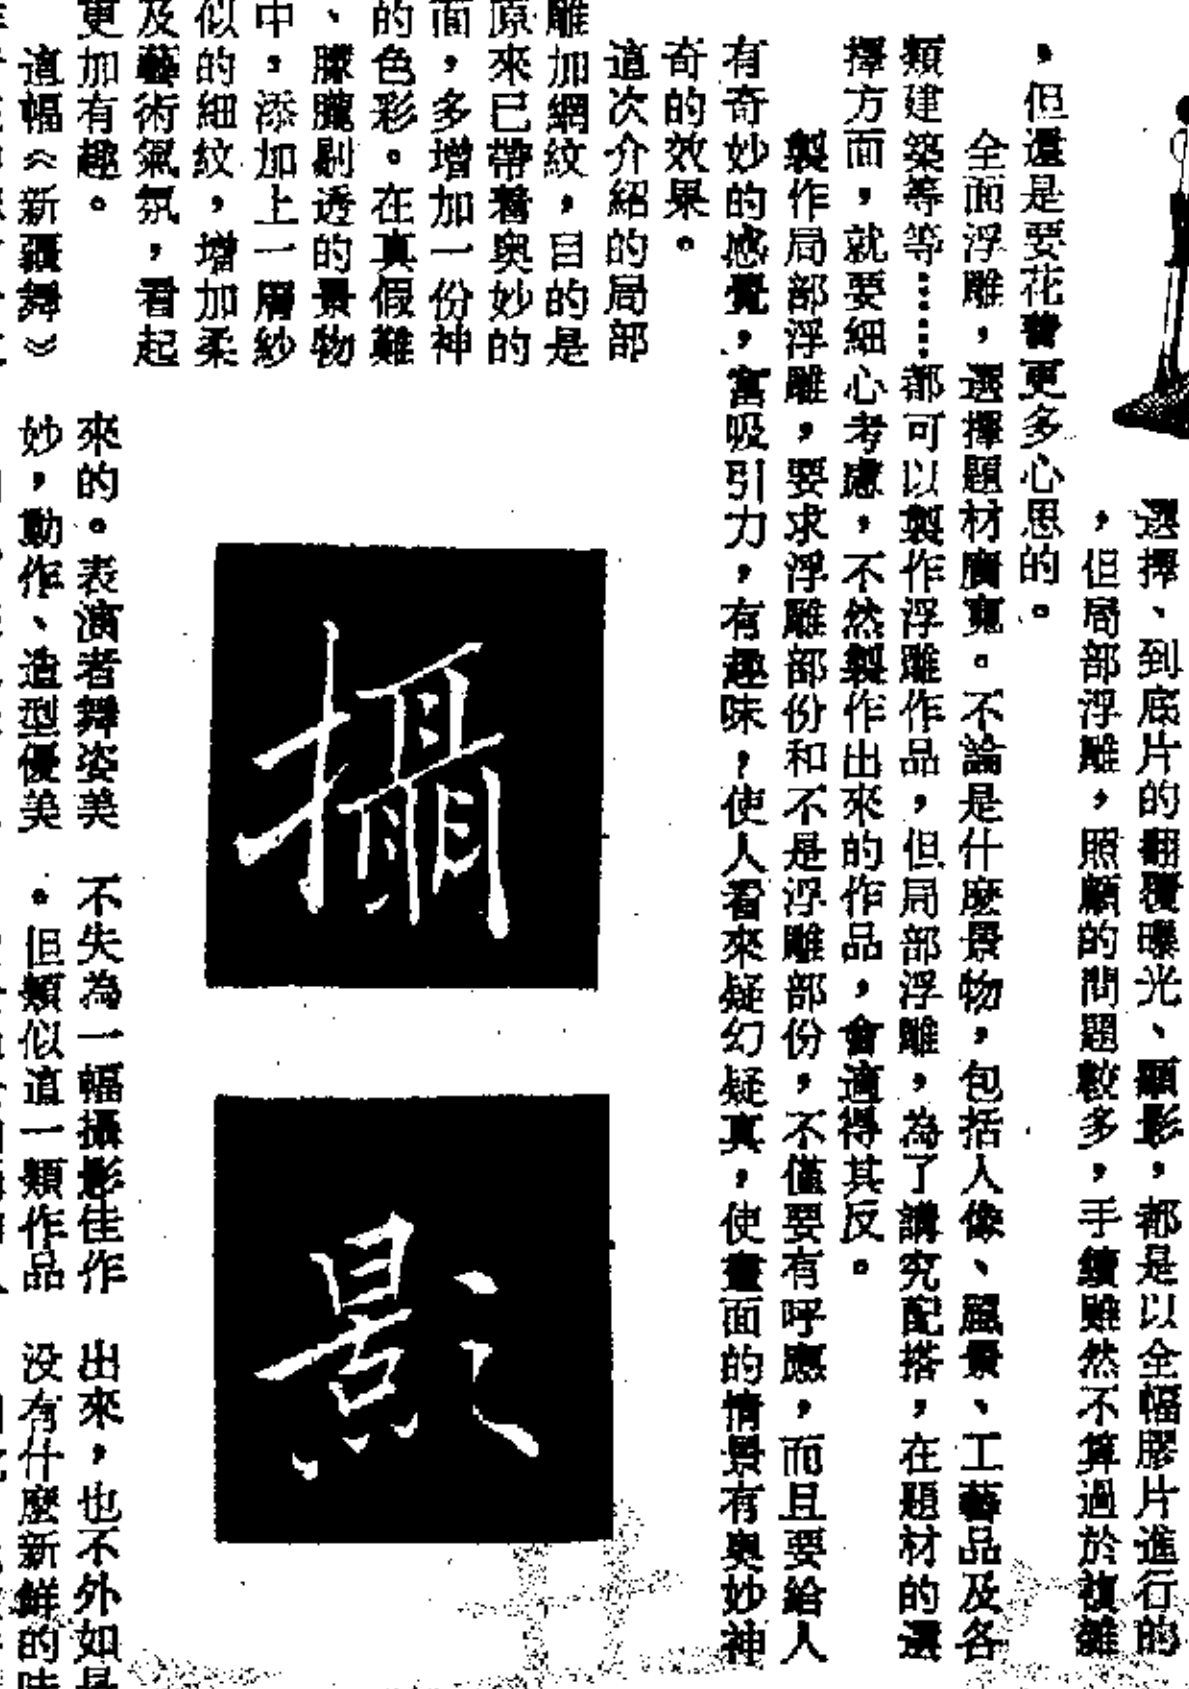 選擇、到底片的翻覆曝光、顯影，都是以全幅膠片進行的
，但局部浮雕，照顧的問題較多，手續雖然不算過於複雜
，但還是要花着更多心思的。
全面浮雕，選擇題材廣寬。不論是什麽景物，包括人像、風景、工藝品及各
類建築等等……都可以製作浮雕作品，但局部浮雕，為了講究配搭，在題材的選
擇方面，就要細心考慮，不然製作出來的作品，會適得其反。
製作局部浮雕，要求浮雕部份和不是浮雕部份，不僅要有呼應，而且要給人
有奇妙的感覺，富吸引力，有趣味，使人看來疑幻疑真，使畫面的情景有奧妙神
奇的效果。
這次介紹的局部
雕加網紋，目的是
原來已帶着奧妙的
面，多增加一份神
的色彩。在真假難
、朦朧剔透的景物
中，添加上一層紗
似的細紋，增加柔
及藝術氣氛，看起
更加有趣。
這幅《新疆舞》
攝影
來的。表演者舞姿美
妙，動作、造型優美
不失為一幅攝影佳作
。但類似這一類作品
出來，也不外如是
没有什麽新鮮的味